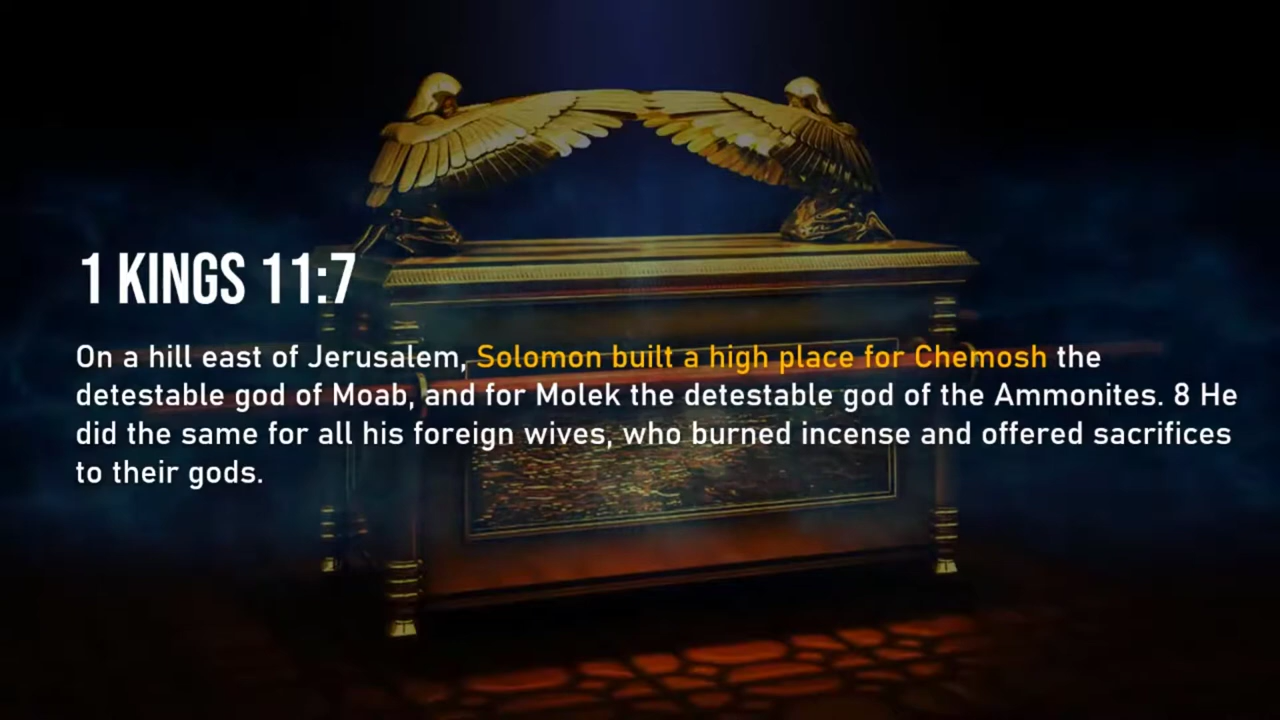 1 KINGS 11:7
On a hill east of Jerusalem, Solomon built a high place for Chemosh the
detestable god of Moab, and for Molek the detestable god of the Ammonites. 8 He
did the same for all his foreign wives, who burned incense and offered sacrifices
to their gods.